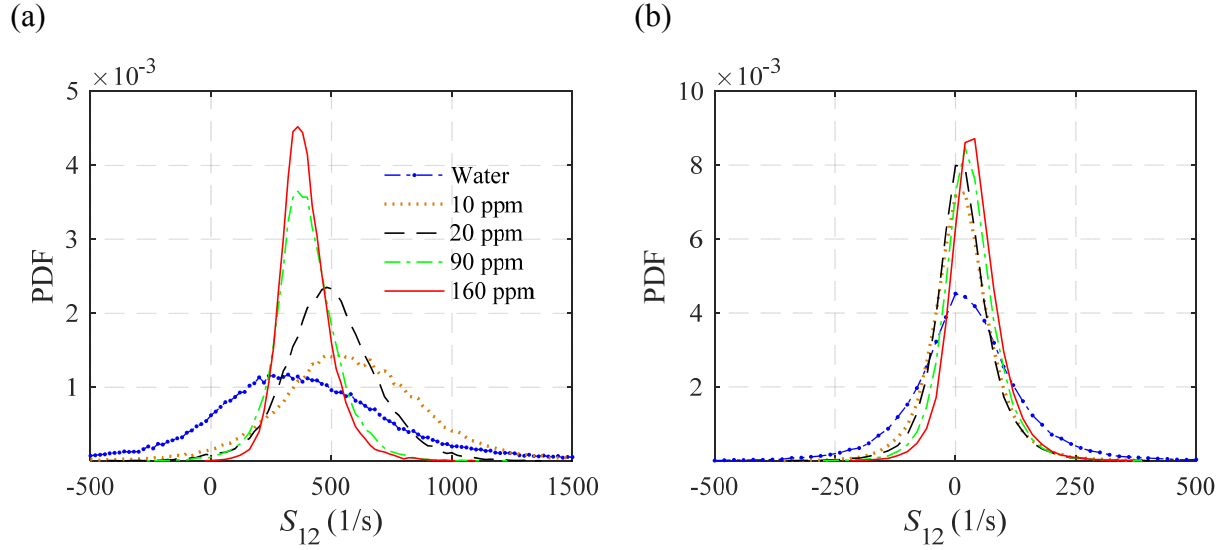 (a)
(b)
×10⁻³
5
4
3
2
1
PDF
Water
10 ppm
20 ppm
90 ppm
160 ppm
-500
0
500
1000
1500
S₁₂ (1/s)
×10⁻³
10
8
6
4
2
PDF
-500
-250
0
250
500
S₁₂ (1/s)